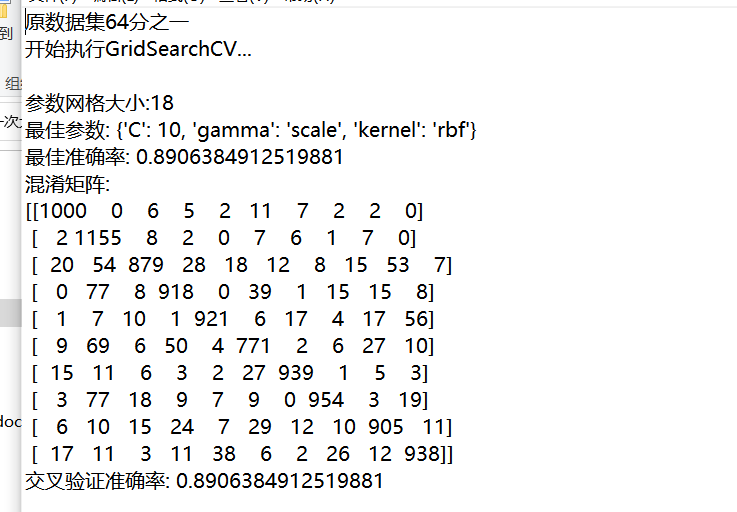 原数据集64分之一
到
开始执行GridSearchCV...
组
参数网格大小:18
一次
最佳参数: {'C': 10, 'gamma': 'scale', 'kernel': 'rbf'}
最佳准确率: 0.8906384912519881
混淆矩阵:
[[1000 0 6 5 2 11 7 2 2 0]
[ 2 1155 8 2 0 7 6 1 7 0]
[ 20 54 879 28 18 12 8 15 53 7]
[ 0 77 8 918 0 39 1 15 15 8]
[ 1 7 10 1 921 6 17 4 17 56]
[ 9 69 6 50 4 771 2 6 27 10]
[ 15 11 6 3 2 27 939 1 5 3]
[ 3 77 18 9 7 9 0 954 3 19]
doc
[ 6 10 15 24 7 29 12 10 905 11]
[ 17 11 3 11 38 6 2 26 12 938]]
交叉验证准确率: 0.8906384912519881